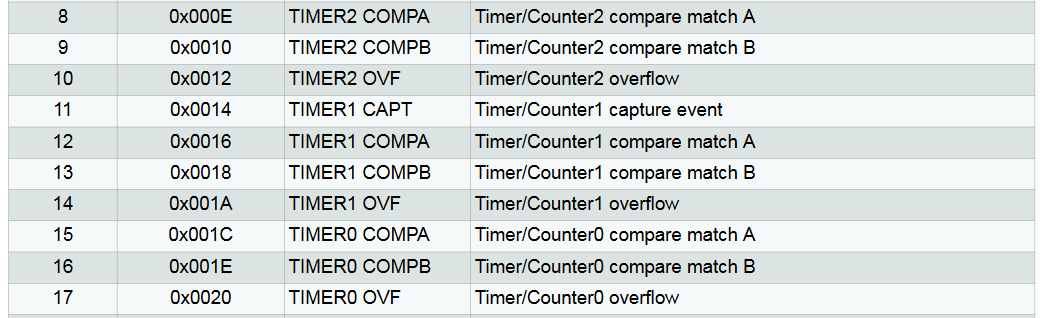 8 0x000E TIMER2 COMPA Timer/Counter2 compare match A
9 0x0010 TIMER2 COMPB Timer/Counter2 compare match B
10 0x0012 TIMER2 OVF Timer/Counter2 overflow
11 0x0014 TIMER1 CAPT Timer/Counter1 capture event
12 0x0016 TIMER1 COMPA Timer/Counter1 compare match A
13 0x0018 TIMER1 COMPB Timer/Counter1 compare match B
14 0x001A TIMER1 OVF Timer/Counter1 overflow
15 0x001C TIMER0 COMPA Timer/Counter0 compare match A
16 0x001E TIMER0 COMPB Timer/Counter0 compare match B
17 0x0020 TIMER0 OVF Timer/Counter0 overflow